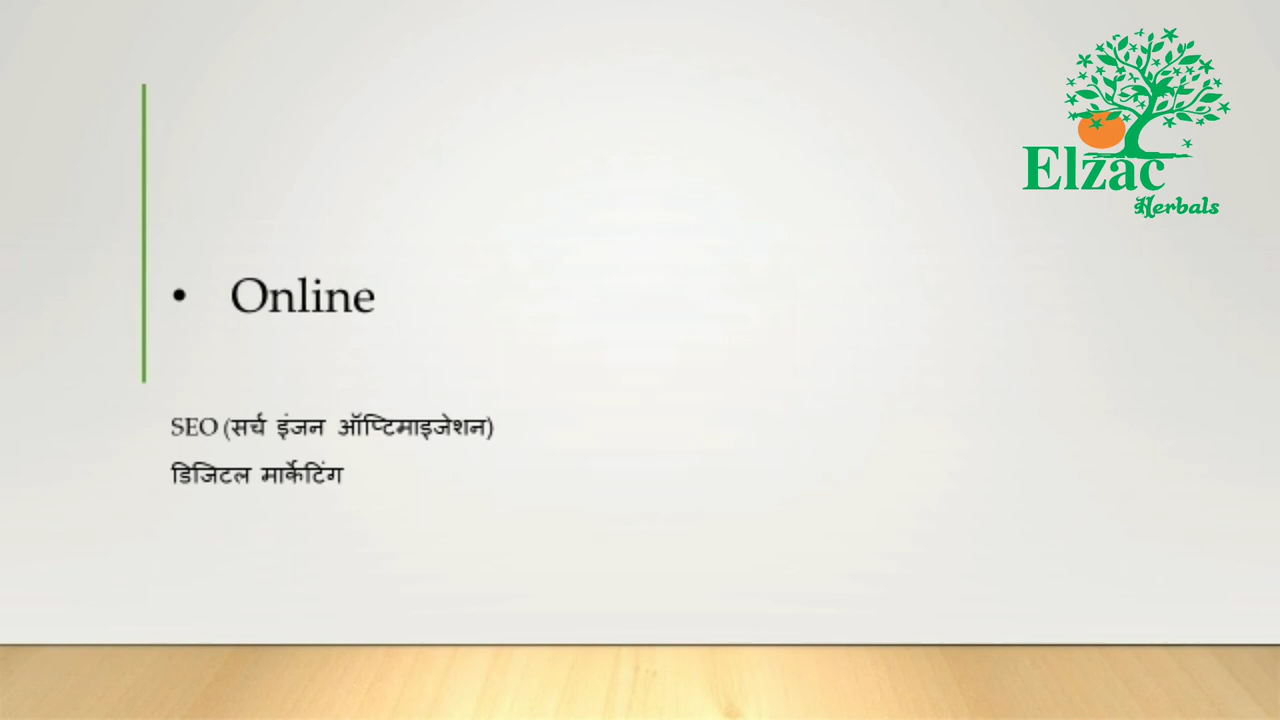 Elzac
Herbals
• Online
SEO (सर्च इंजन ऑप्टिमाइजेशन)
डिजिटल मार्केटिंग